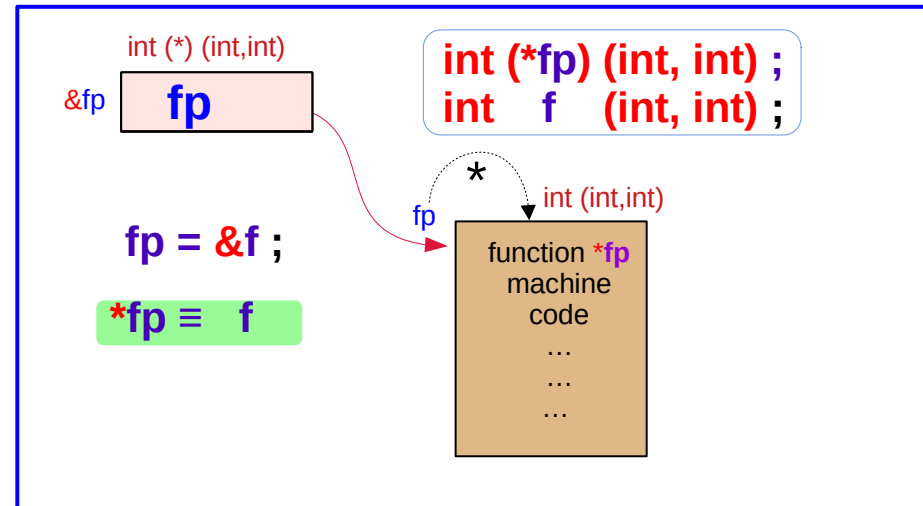 int (*) (int,int)
&fp
fp
int (*fp) (int, int) ;
int f (int, int) ;
*
fp
int (int,int)
fp = &f ;
*fp ≡ f
function *fp
machine
code
…
…
…